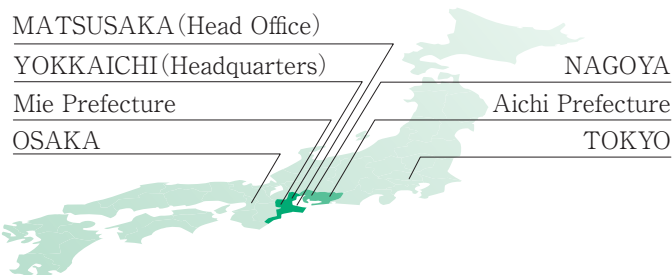 MATSUSAKA(Head Office)
YOKKAICHI(Headquarters)
Mie Prefecture
OSAKA
NAGOYA
Aichi Prefecture
TOKYO